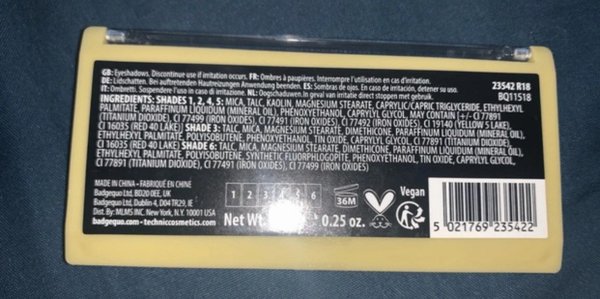 GB: Eyeshadows. Discontinue use if irritation occurs. FR: Ombres à paupières. Interrompre l'utilisation en cas d'irritation.
DE: Lidschatten. Bei auftretenden Hautreizungen Anwendung beenden. ES: Sombras de ojos. En caso de irritación, detener su uso.
IT: Ombretti. Sospendere l'uso in caso di irritazione. NL: Oogschaduwen. In geval van irritatie direct stoppen met gebruik.
23542 R18
BQ11518
INGREDIENTS: SHADES 1, 2, 4, 5: MICA, TALC, KAOLIN, MAGNESIUM STEARATE, CAPRYLIC/CAPRIC TRIGLYCERIDE, ETHYLHEXYL
PALMITATE, PARAFFINUM LIQUIDUM (MINERAL OIL), PHENOXYETHANOL, CAPRYLYL GLYCOL. MAY CONTAIN (+/-): CI 77891
(TITANIUM DIOXIDE), CI 77499 (IRON OXIDES), CI 77492 (IRON OXIDES), CI 77491 (IRON OXIDES), CI 19140 (YELLOW 5 LAKE),
CI 16035 (RED 40 LAKE) SHADE 3: TALC, MICA, MAGNESIUM STEARATE, DIMETHICONE, PARAFFINUM LIQUIDUM (MINERAL OIL),
ETHYLHEXYL PALMITATE, POLYISOBUTENE, PHENOXYETHANOL, TIN OXIDE, CAPRYLYL GLYCOL, CI 77891 (TITANIUM DIOXIDE),
CI 16035 (RED 40 LAKE) SHADE 6: TALC, MICA, MAGNESIUM STEARATE, DIMETHICONE, PARAFFINUM LIQUIDUM (MINERAL OIL),
ETHYLHEXYL PALMITATE, POLYISOBUTENE, SYNTHETIC FLUORPHLOGOPITE, PHENOXYETHANOL, TIN OXIDE, CAPRYLYL GLYCOL,
CI 77891 (TITANIUM DIOXIDE), CI 77491 (IRON OXIDES), CI 77499 (IRON OXIDES)
MADE IN CHINA – FABRIQUÉ EN CHINE
Badgequo Ltd, BD20 0EE, UK
Badgequo Ltd, Dublin 4, D04 TR29, IE
Dist. By: MLMS INC. New York, N.Y. 10001 USA
badgequo.com - techniccosmetics.com
1 2 4 6
Net Wt. 0.25 oz.
36M
Vegan
5 021769 235422